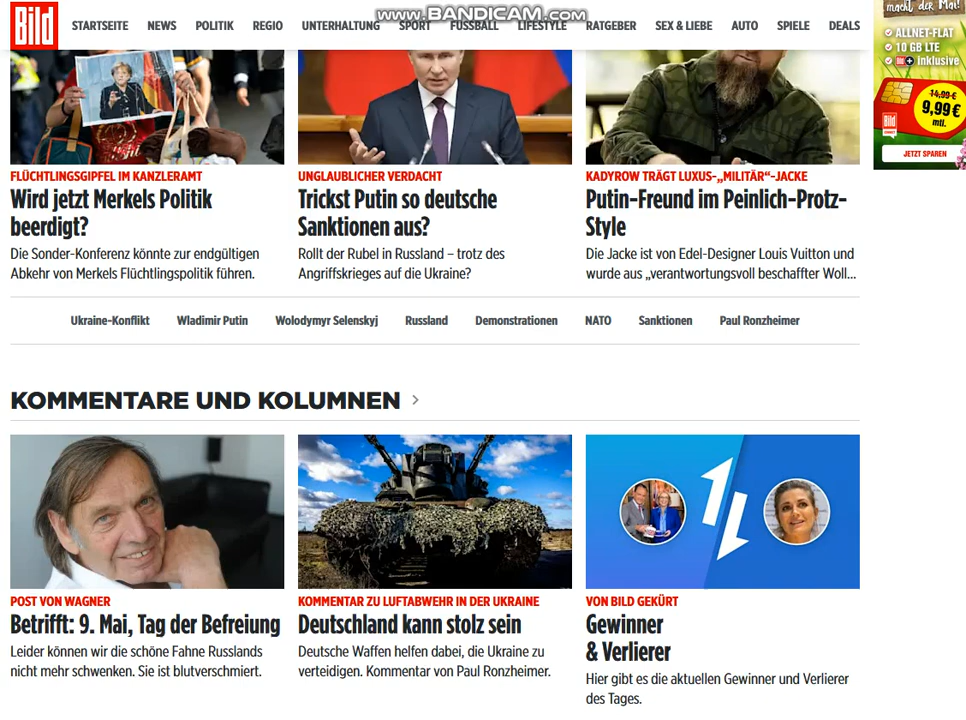 www.BANDICAM.com
Bild
STARTSEITE NEWS POLITIK REGIO UNTERHALTUNG SPORT FUSSBALL LIFESTYLE RATGEBER SEX & LIEBE AUTO SPIELE DEALS
macht der Mai!
ALLNET-FLAT
10 GB LTE
Bild + inklusive
14,99 €
9,99 €
mtl.
Bild
CONNECT
JETZT SPAREN
FLÜCHTLINGSGIPFEL IM KANZLERAMT
Wird jetzt Merkels Politik
beerdigt?
Die Sonder-Konferenz könnte zur endgültigen
Abkehr von Merkels Flüchtlingspolitik führen.
UNGLAUBLICHER VERDACHT
Trickst Putin so deutsche
Sanktionen aus?
Rollt der Rubel in Russland – trotz des
Angriffskrieges auf die Ukraine?
KADYROW TRÄGT LUXUS-„MILITÄR“-JACKE
Putin-Freund im Peinlich-Protz-
Style
Die Jacke ist von Edel-Designer Louis Vuitton und
wurde aus „verantwortungsvoll beschaffter Woll...
Ukraine-Konflikt Wladimir Putin Wolodymyr Selenskyj Russland Demonstrationen NATO Sanktionen Paul Ronzheimer
KOMMENTARE UND KOLUMNEN >
POST VON WAGNER
Betrifft: 9. Mai, Tag der Befreiung
Leider können wir die schöne Fahne Russlands
nicht mehr schwenken. Sie ist blutverschmiert.
KOMMENTAR ZU LUFTABWEHR IN DER UKRAINE
Deutschland kann stolz sein
Deutsche Waffen helfen dabei, die Ukraine zu
verteidigen. Kommentar von Paul Ronzheimer.
VON BILD GEKÜRT
Gewinner
& Verlierer
Hier gibt es die aktuellen Gewinner und Verlierer
des Tages.